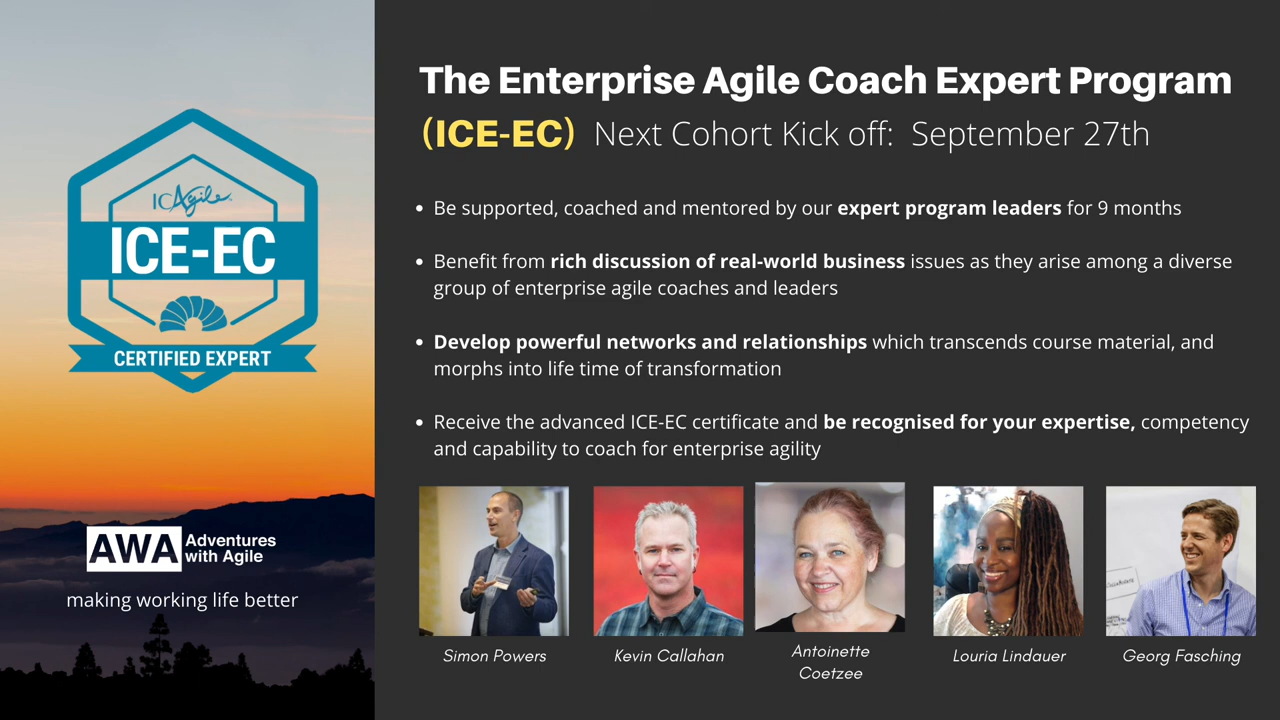 ICAgile
ICE-EC
CERTIFIED EXPERT
AWA Adventures
with Agile
making working life better
The Enterprise Agile Coach Expert Program
(ICE-EC) Next Cohort Kick off: September 27th
• Be supported, coached and mentored by our expert program leaders for 9 months
• Benefit from rich discussion of real-world business issues as they arise among a diverse
group of enterprise agile coaches and leaders
• Develop powerful networks and relationships which transcends course material, and
morphs into life time of transformation
• Receive the advanced ICE-EC certificate and be recognised for your expertise, competency
and capability to coach for enterprise agility
Simon Powers
Kevin Callahan
Antoinette
Coetzee
Louria Lindauer
Georg Fasching